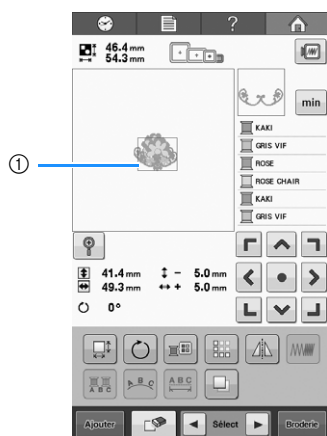 ?
46.4 mm
54.3 mm
min
KAKI
GRIS VIF
ROSE
ROSE CHAIR
KAKI
GRIS VIF
1
41.4 mm - 5.0 mm
49.3 mm + 5.0 mm
0°
A B C A B C A B C
Ajouter Sélect Broderie